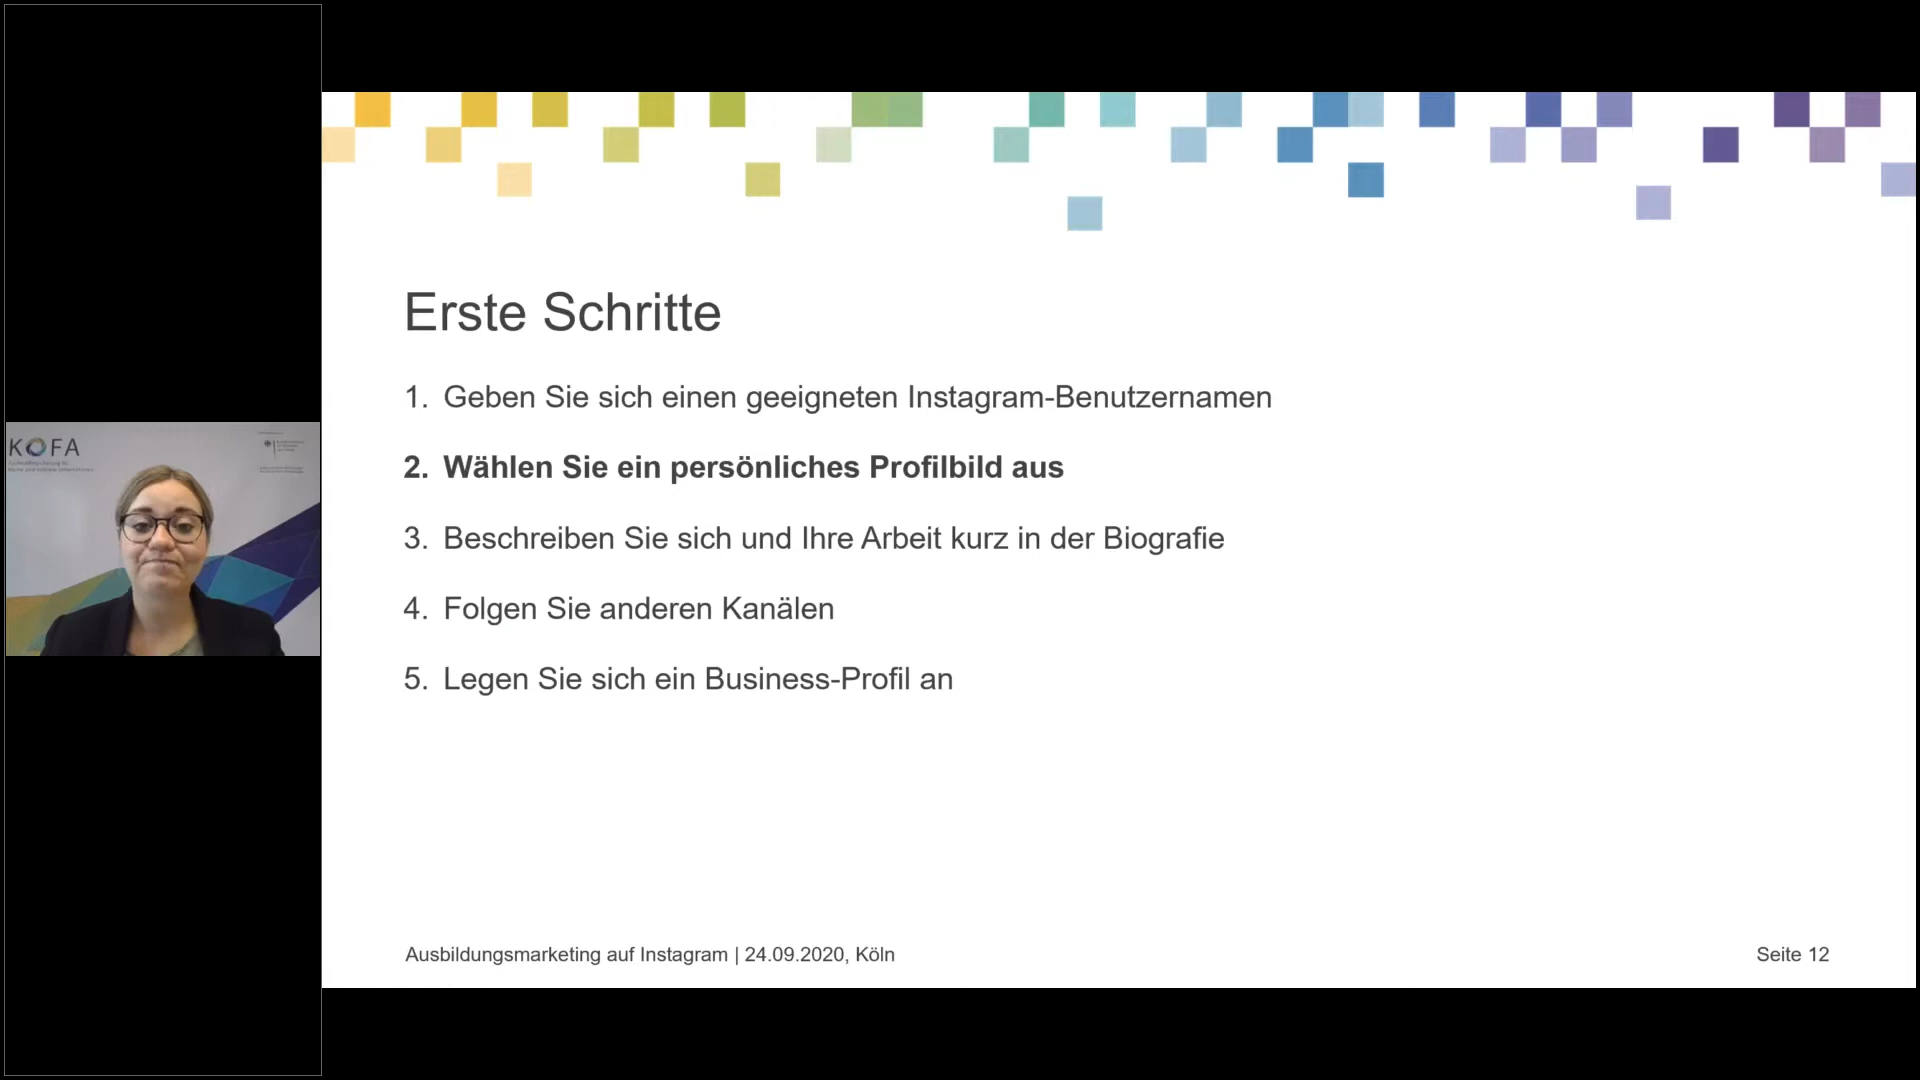 KOFA
Erste Schritte
1. Geben Sie sich einen geeigneten Instagram-Benutzernamen
2. Wählen Sie ein persönliches Profilbild aus
3. Beschreiben Sie sich und Ihre Arbeit kurz in der Biografie
4. Folgen Sie anderen Kanälen
5. Legen Sie sich ein Business-Profil an
Ausbildungsmarketing auf Instagram | 24.09.2020, Köln
Seite 12